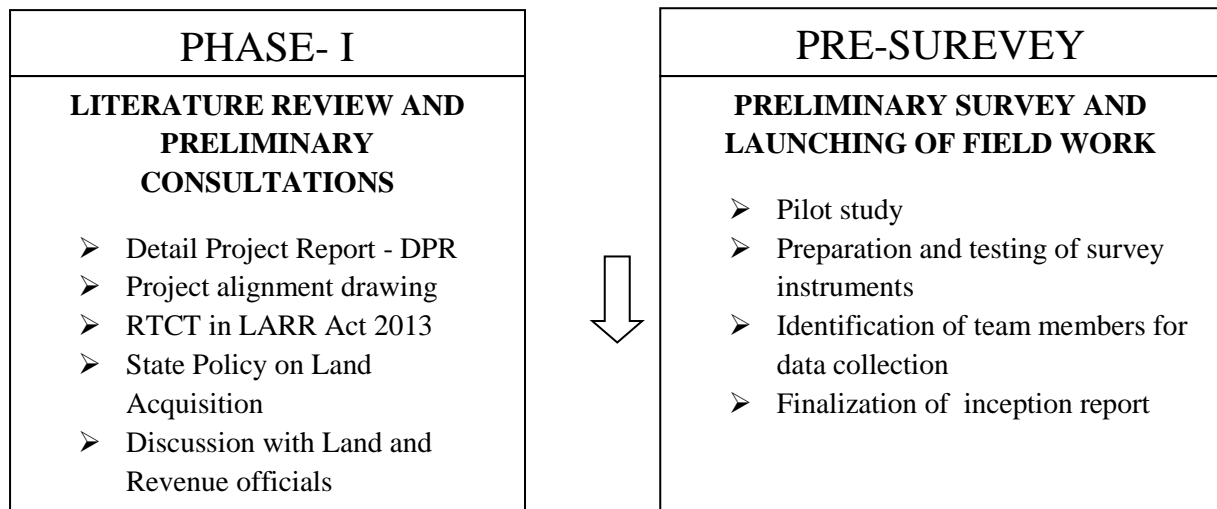 PHASE- I
LITERATURE REVIEW AND
PRELIMINARY
CONSULTATIONS
➢ Detail Project Report - DPR
➢ Project alignment drawing
➢ RTCT in LARR Act 2013
➢ State Policy on Land
Acquisition
➢ Discussion with Land and
Revenue officials
PRE-SUREVEY
PRELIMINARY SURVEY AND
LAUNCHING OF FIELD WORK
➢ Pilot study
➢ Preparation and testing of survey
instruments
➢ Identification of team members for
data collection
➢ Finalization of inception report